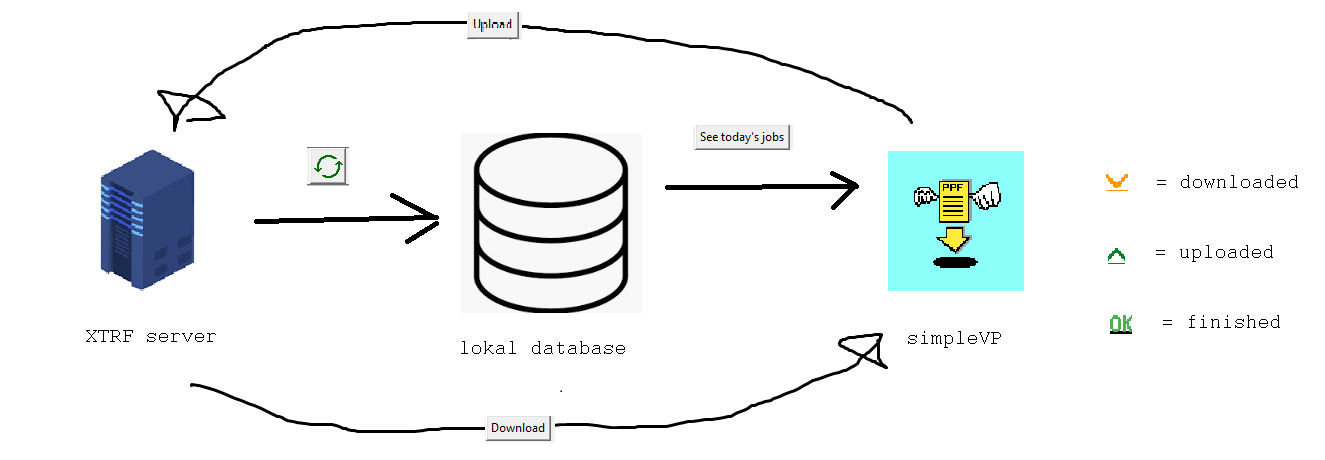 Upload
See today's jobs
PPF
= downloaded
= uploaded
OK = finished
XTRF server
lokal database
simpleVP
Download